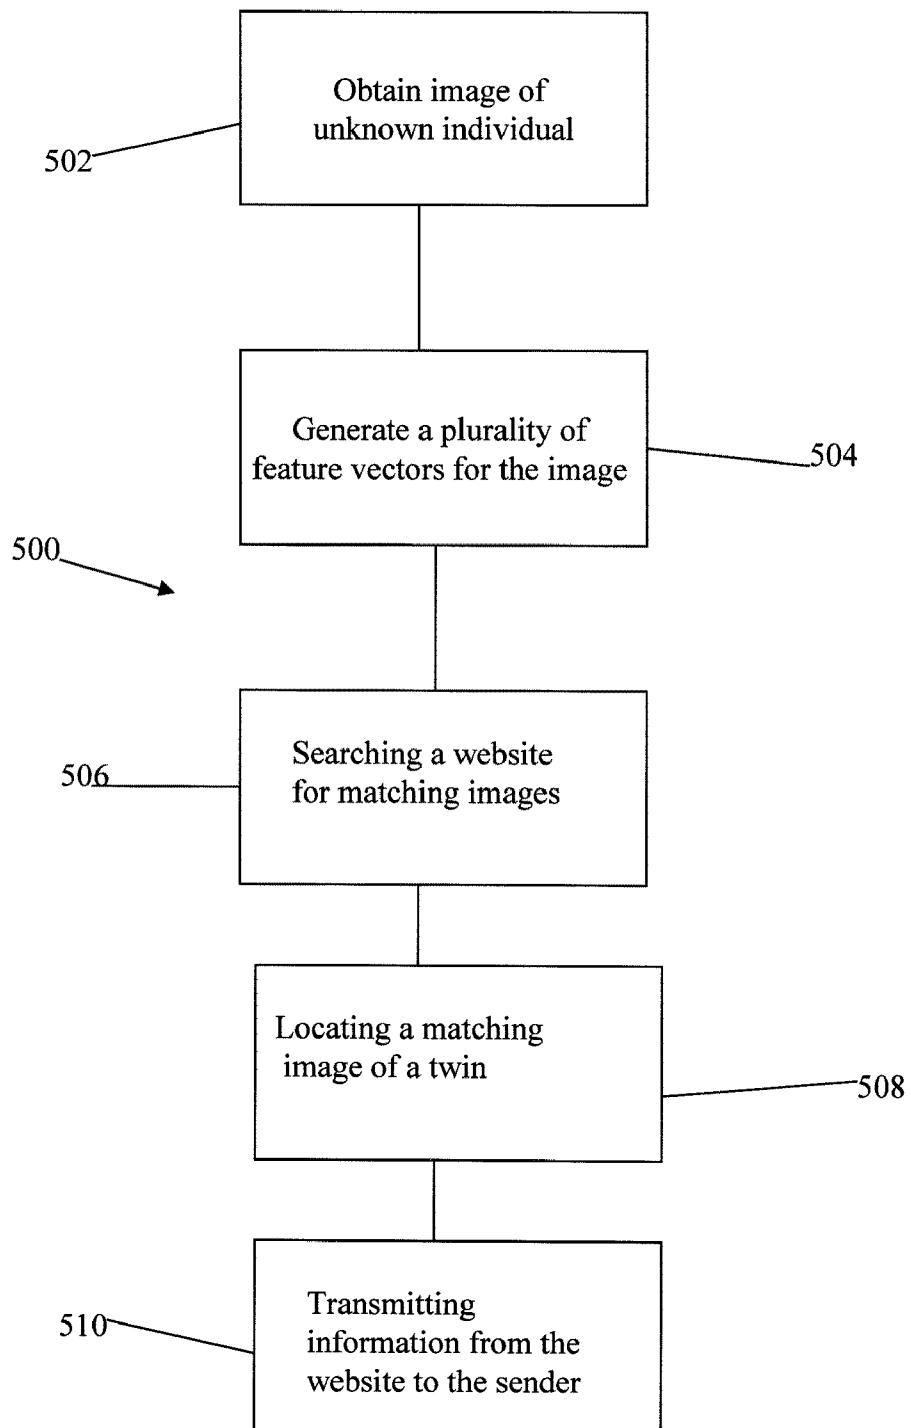 Obtain image of
unknown individual
502
Generate a plurality of
feature vectors for the image
504
500
Searching a website
for matching images
506
Locating a matching
image of a twin
508
Transmitting
information from the
website to the sender
510